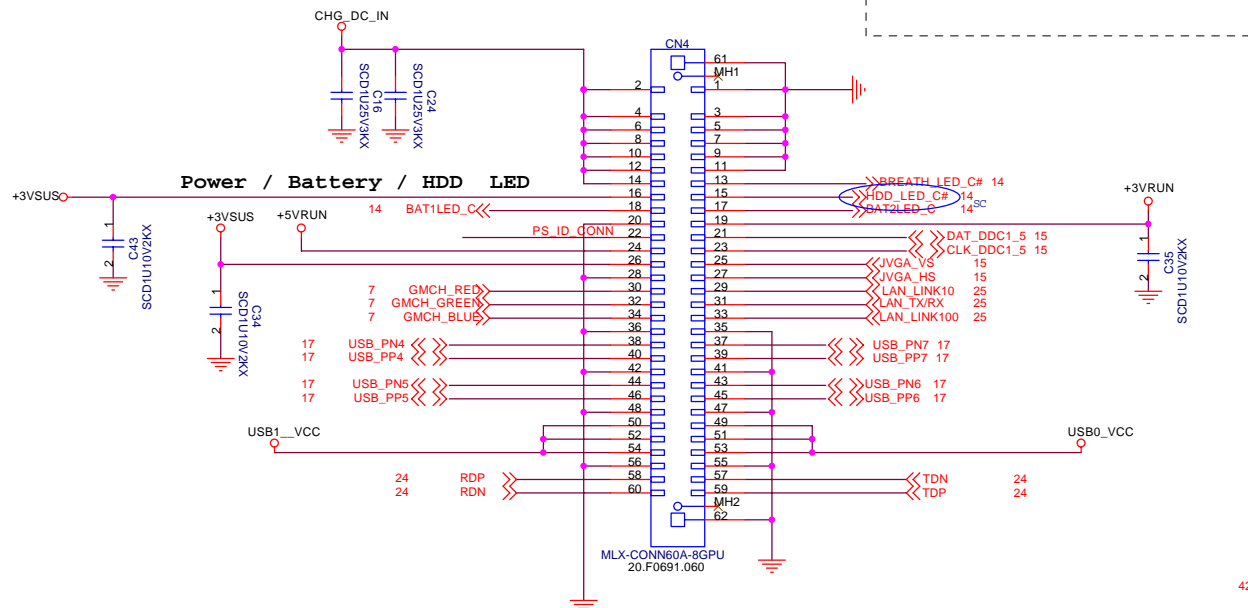 CHG_DC_IN
CN4
61
MH1
2 1
C16
SCD1U25V3KX
C24
SCD1U25V3KX
4 3
6 5
8 7
10 9
12 11
Power / Battery / HDD LED
14 13 BREATH_LED_C# 14
+3VSUS 16 15 HDD_LED_C# 14 +3VRUN
14 BAT1LED_C 18 17 BAT2LED_C 14 SC
+3VSUS +5VRUN 20 19
PS_ID_CONN 22 21 DAT_DDC1_5 15
24 23 CLK_DDC1_5 15
26 25 JVGA_VS 15
28 27 JVGA_HS 15
1 2 C43
SCD1U10V2KX
1 2 C35
SCD1U10V2KX
7 GMCH_RED 30 29 LAN_LINK10 25
7 GMCH_GREEN 32 31 LAN_TX/RX 25
7 GMCH_BLUE 34 33 LAN_LINK100 25
1 2 C34
SCD1U10V2KX
36 35
17 USB_PN4 38 37 USB_PN7 17
17 USB_PP4 40 39 USB_PP7 17
42 41
17 USB_PN5 44 43 USB_PN6 17
17 USB_PP5 46 45 USB_PP6 17
48 47
50 49
USB1__VCC 52 51 USB0_VCC
54 53
56 55
24 RDP 58 57 TDN 24
24 RDN 60 59 TDP 24
MH2
62
MLX-CONN60A-8GPU
20.F0691.060
42